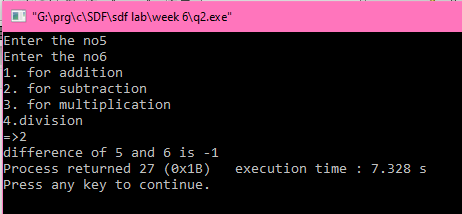 "G:\prg\c\SDF\sdf lab\week 6\q2.exe"
Enter the no5
Enter the no6
1. for addition
2. for subtraction
3. for multiplication
4.division
=>2
difference of 5 and 6 is -1
Process returned 27 (0x1B)   execution time : 7.328 s
Press any key to continue.